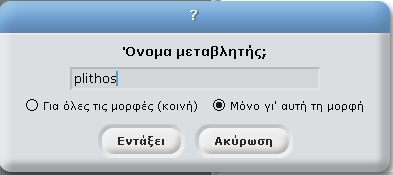 ?
Όνομα μεταβλητής;
plithos
Για όλες τις μορφές (κοινή) Μόνο γι' αυτή τη μορφή
Εντάξει Ακύρωση